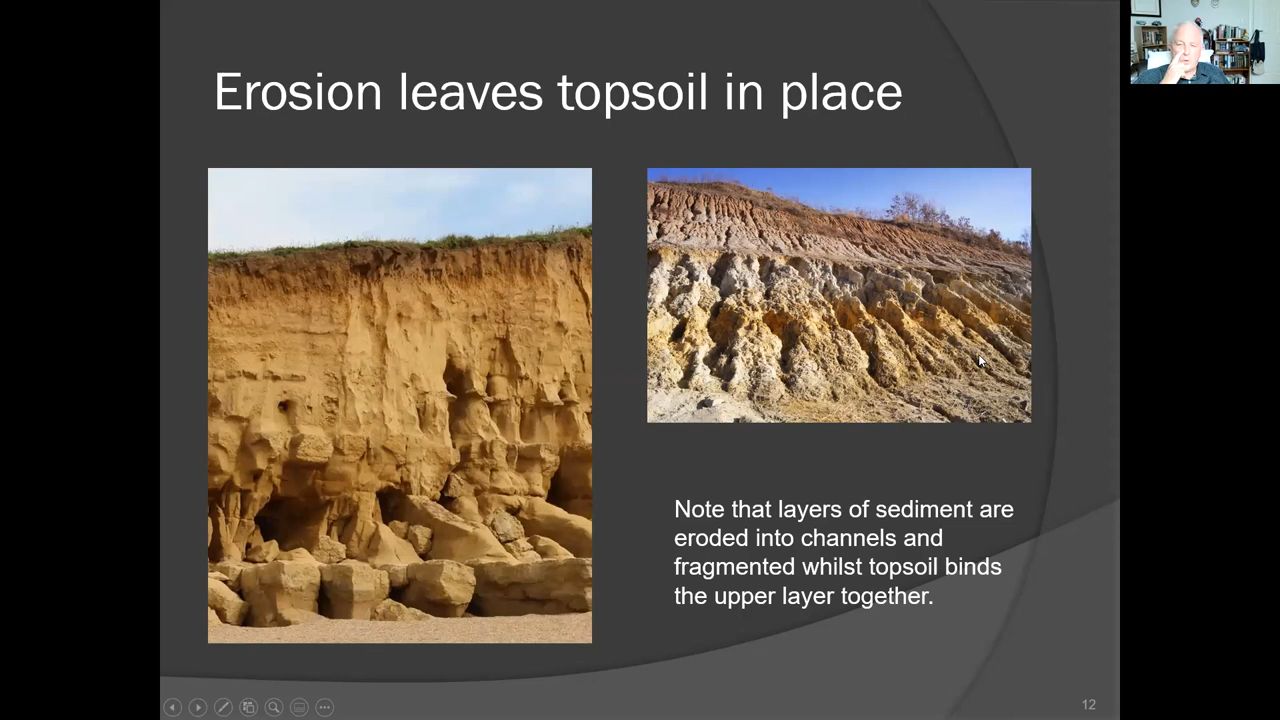 Erosion leaves topsoil in place
Note that layers of sediment are
eroded into channels and
fragmented whilst topsoil binds
the upper layer together.
12